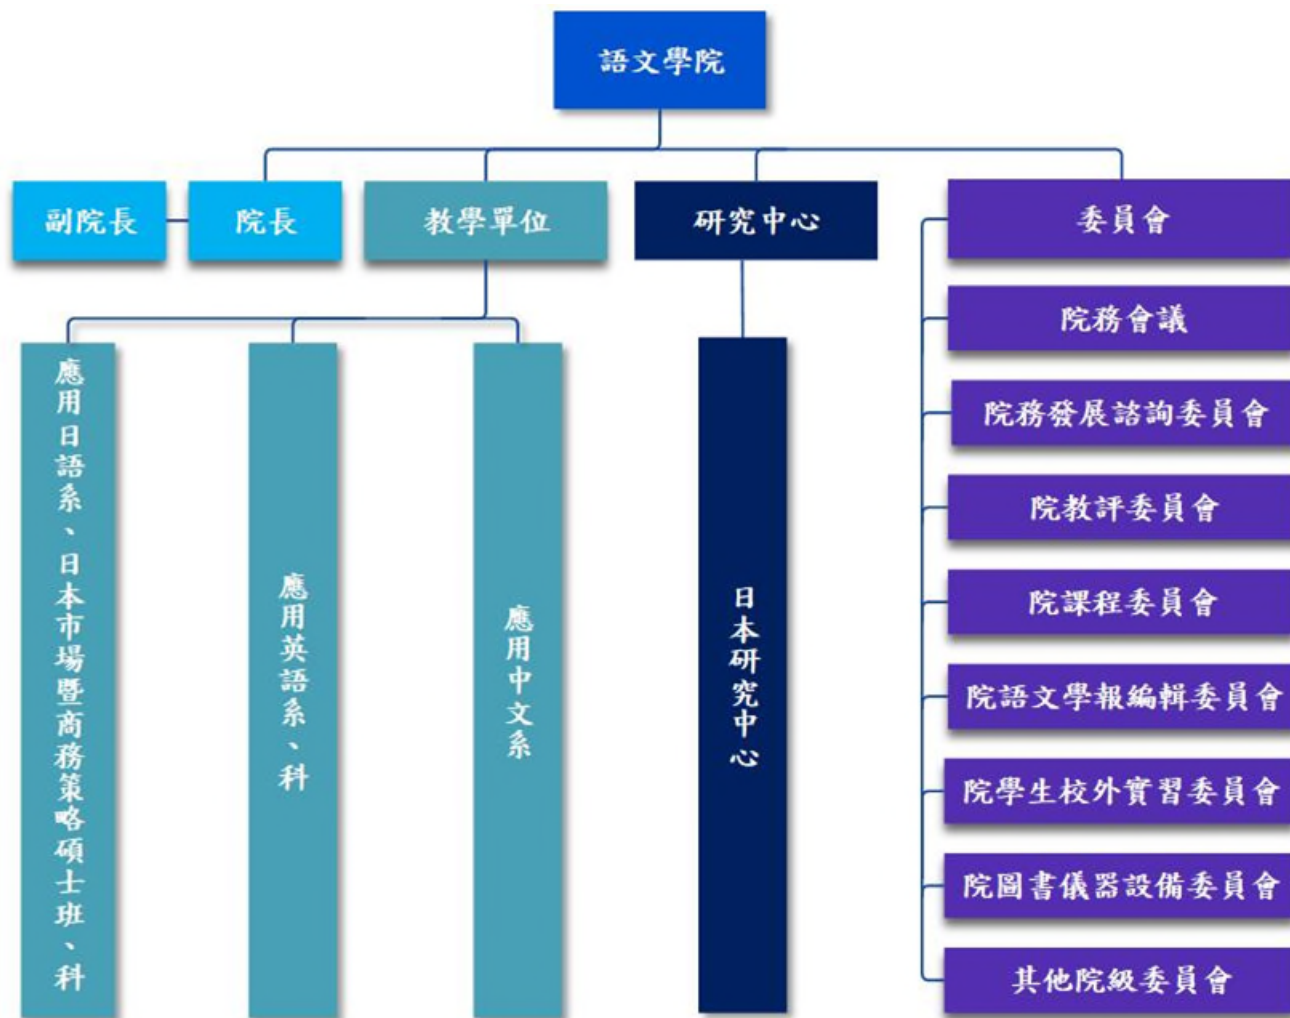 語文學院
副院長
院長
教學單位
研究中心
委員會
應用日語系、日本市場暨商務策略碩士班、科
應用英語系、科
應用中文系
日本研究中心
院務會議
院務發展諮詢委員會
院教評委員會
院課程委員會
院語文學報編輯委員會
院學生校外實習委員會
院圖書儀器設備委員會
其他院級委員會